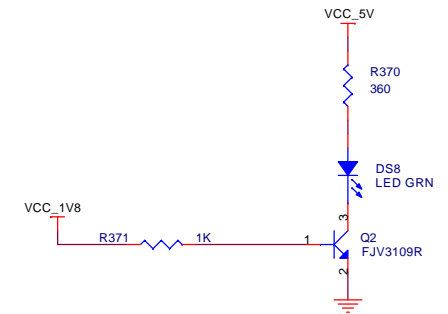 VCC_5V
R370
360
DS8
LED GRN
VCC_1V8
R371 1K
1
3
Q2
FJV3109R
2